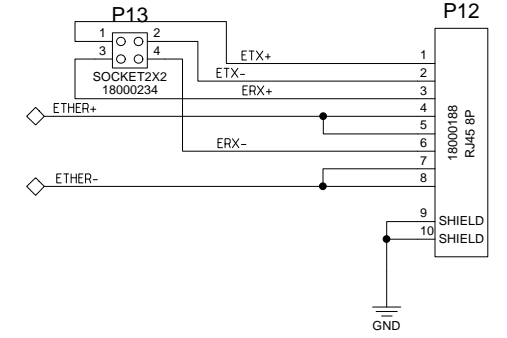 P13
P12
1
2
3
4
SOCKET2X2
18000234
ETX+
ETX-
ERX+
ETHER+
ERX-
ETHER-
1
2
3
4
5
6
7
8
9
10
18000188
RJ45 8P
SHIELD
SHIELD
GND